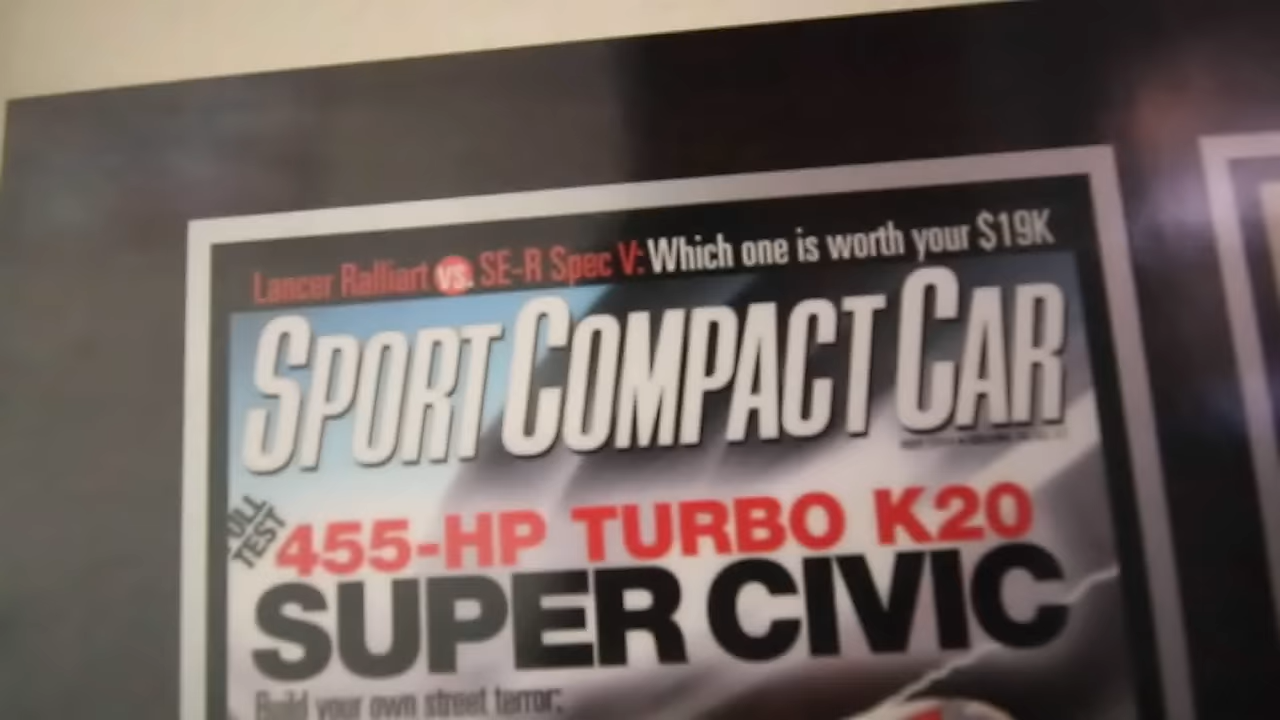 Lancer Ralliart vs. SE-R Spec V: Which one is worth your $19K
SPORT COMPACT CAR
FULL TEST
455-HP TURBO K20
SUPER CIVIC
Build your own street terror: